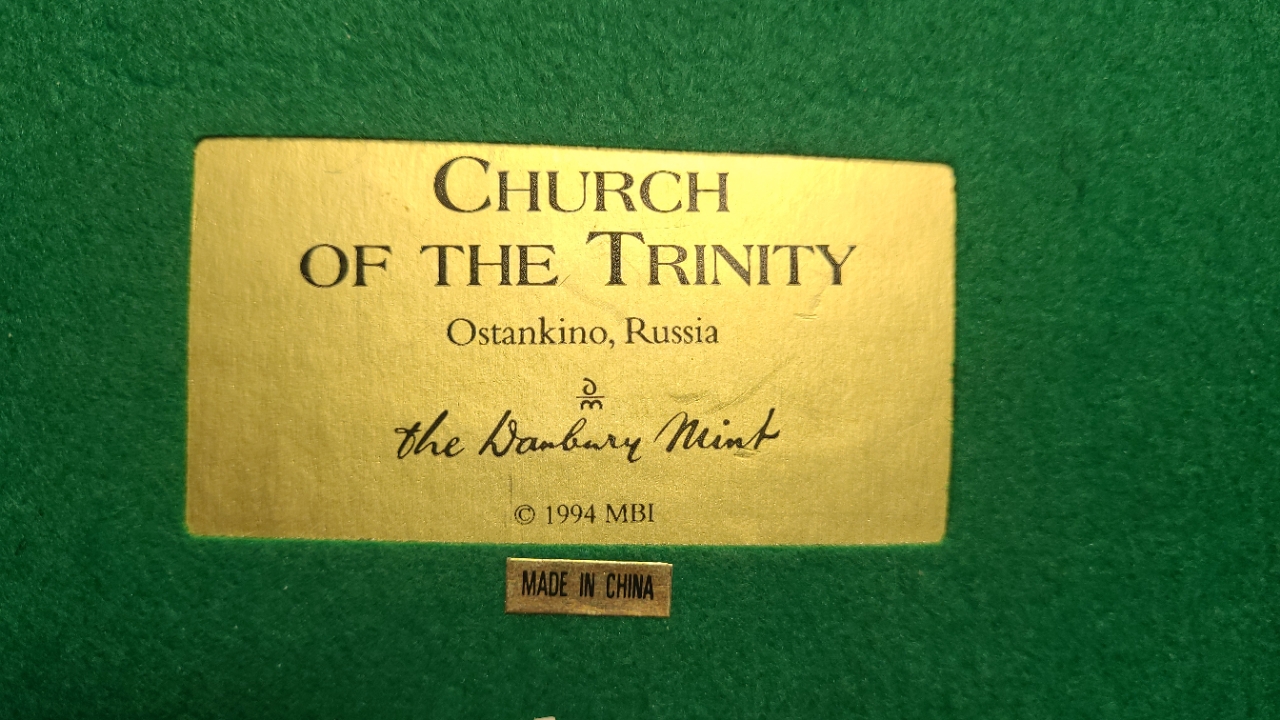 CHURCH
OF THE TRINITY
Ostankino, Russia
the Danbury Mint
© 1994 MBI
MADE IN CHINA